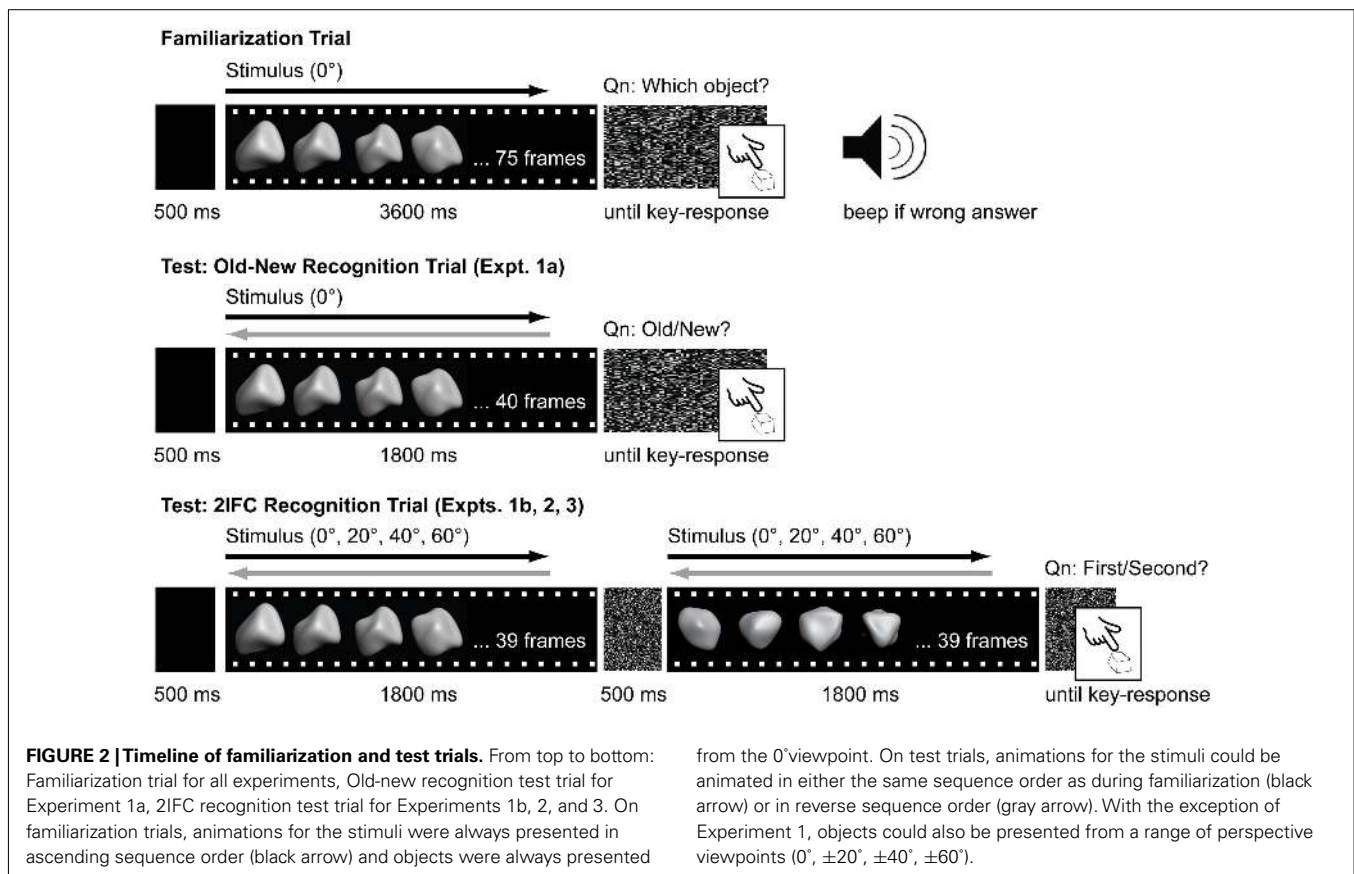 Familiarization Trial
Stimulus (0°)
Qn: Which object?
... 75 frames
500 ms
3600 ms
until key-response
beep if wrong answer
Test: Old-New Recognition Trial (Expt. 1a)
Stimulus (0°)
Qn: Old/New?
... 40 frames
500 ms
1800 ms
until key-response
Test: 2IFC Recognition Trial (Expts. 1b, 2, 3)
Stimulus (0°, 20°, 40°, 60°)
Stimulus (0°, 20°, 40°, 60°)
Qn: First/Second?
... 39 frames
... 39 frames
500 ms
1800 ms
500 ms
1800 ms
until key-response
FIGURE 2 | Timeline of familiarization and test trials. From top to bottom:
Familiarization trial for all experiments, Old-new recognition test trial for
Experiment 1a, 2IFC recognition test trial for Experiments 1b, 2, and 3. On
familiarization trials, animations for the stimuli were always presented in
ascending sequence order (black arrow) and objects were always presented
from the 0°viewpoint. On test trials, animations for the stimuli could be
animated in either the same sequence order as during familiarization (black
arrow) or in reverse sequence order (gray arrow). With the exception of
Experiment 1, objects could also be presented from a range of perspective
viewpoints (0°, ±20°, ±40°, ±60°).